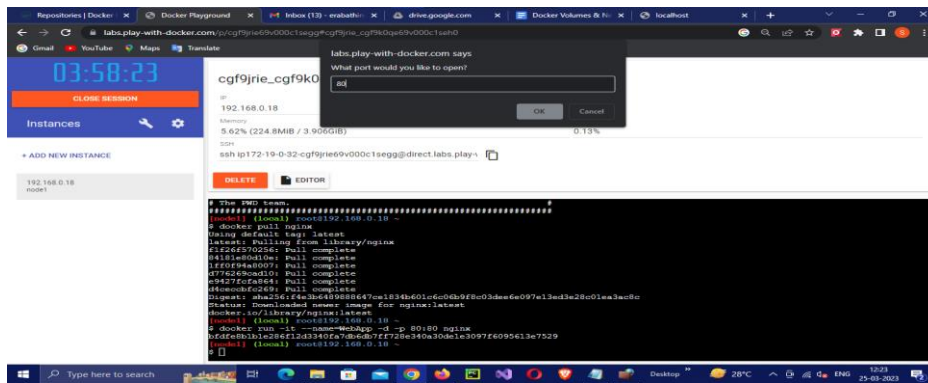 Repositories | Docker
Docker Playground
Inbox (13) - erabathin
drive.google.com
Docker Volumes & N
localhost
labs.play-with-docker.com/p/cgf9jrie69v000c1segg#cgf9jrie_cgf9k0qe69v000c1seh0
Gmail
YouTube
Maps
Translate
labs.play-with-docker.com says
What port would you like to open?
80
OK
Cancel
03:58:23
CLOSE SESSION
Instances
+ ADD NEW INSTANCE
192.168.0.18
node1
cgf9jrie_cgf9k0
IP
192.168.0.18
Memory
5.62% (224.8MiB / 3.906GiB)
0.13%
SSH
ssh ip172-19-0-32-cgf9jrie69v000c1segg@direct.labs.play-
DELETE
EDITOR
# The PWD team. #
[node1] (local) root@192.168.0.18 ~
$ docker pull nginx
Using default tag: latest
latest: Pulling from library/nginx
f1f26f570256: Pull complete
84181e80d10e: Pull complete
1ff0f94a8007: Pull complete
d776269cad10: Pull complete
e9427fcfa864: Pull complete
d4ceccbfc269: Pull complete
Status: Downloaded newer image for nginx:latest
docker.io/library/nginx:latest
[node1] (local) root@192.168.0.18 ~
$ docker run -it --name=WebApp -d -p 80:80 nginx
[node1] (local) root@192.168.0.18 ~
$
Type here to search
Desktop
28°C
ENG
12:23
25-03-2023